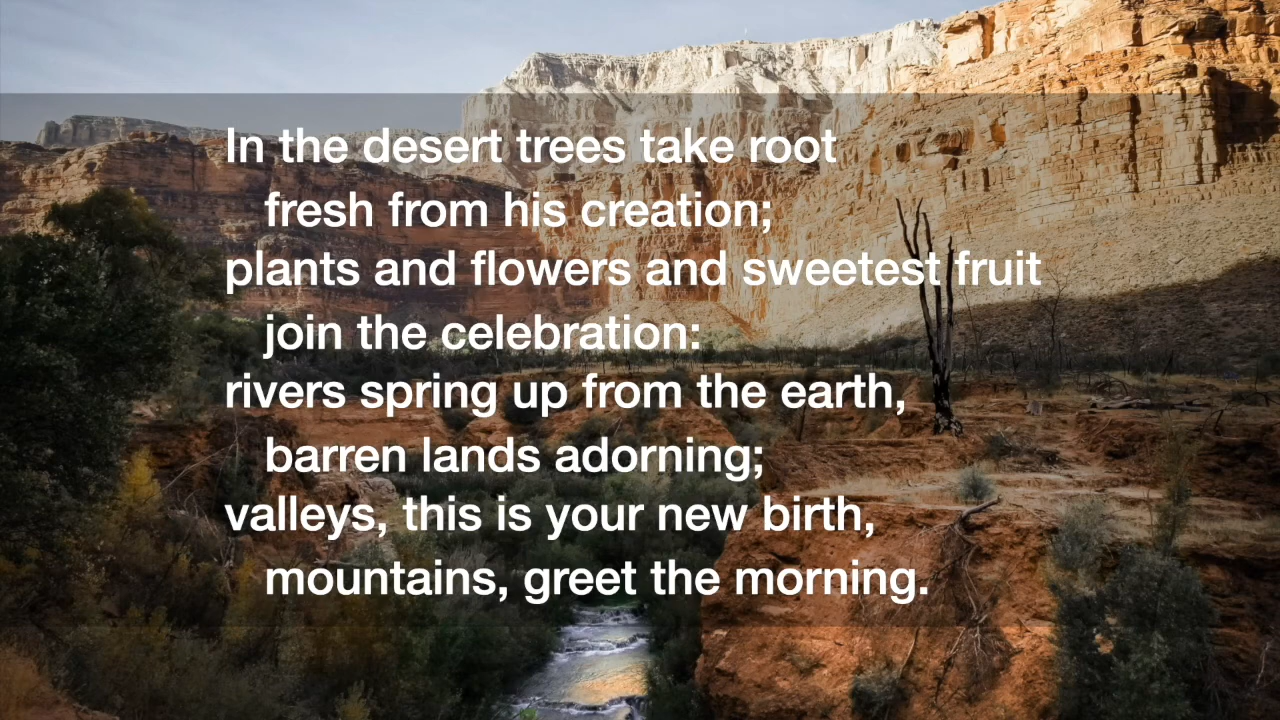 In the desert trees take root
fresh from his creation;
plants and flowers and sweetest fruit
join the celebration:
rivers spring up from the earth,
barren lands adorning;
valleys, this is your new birth,
mountains, greet the morning.